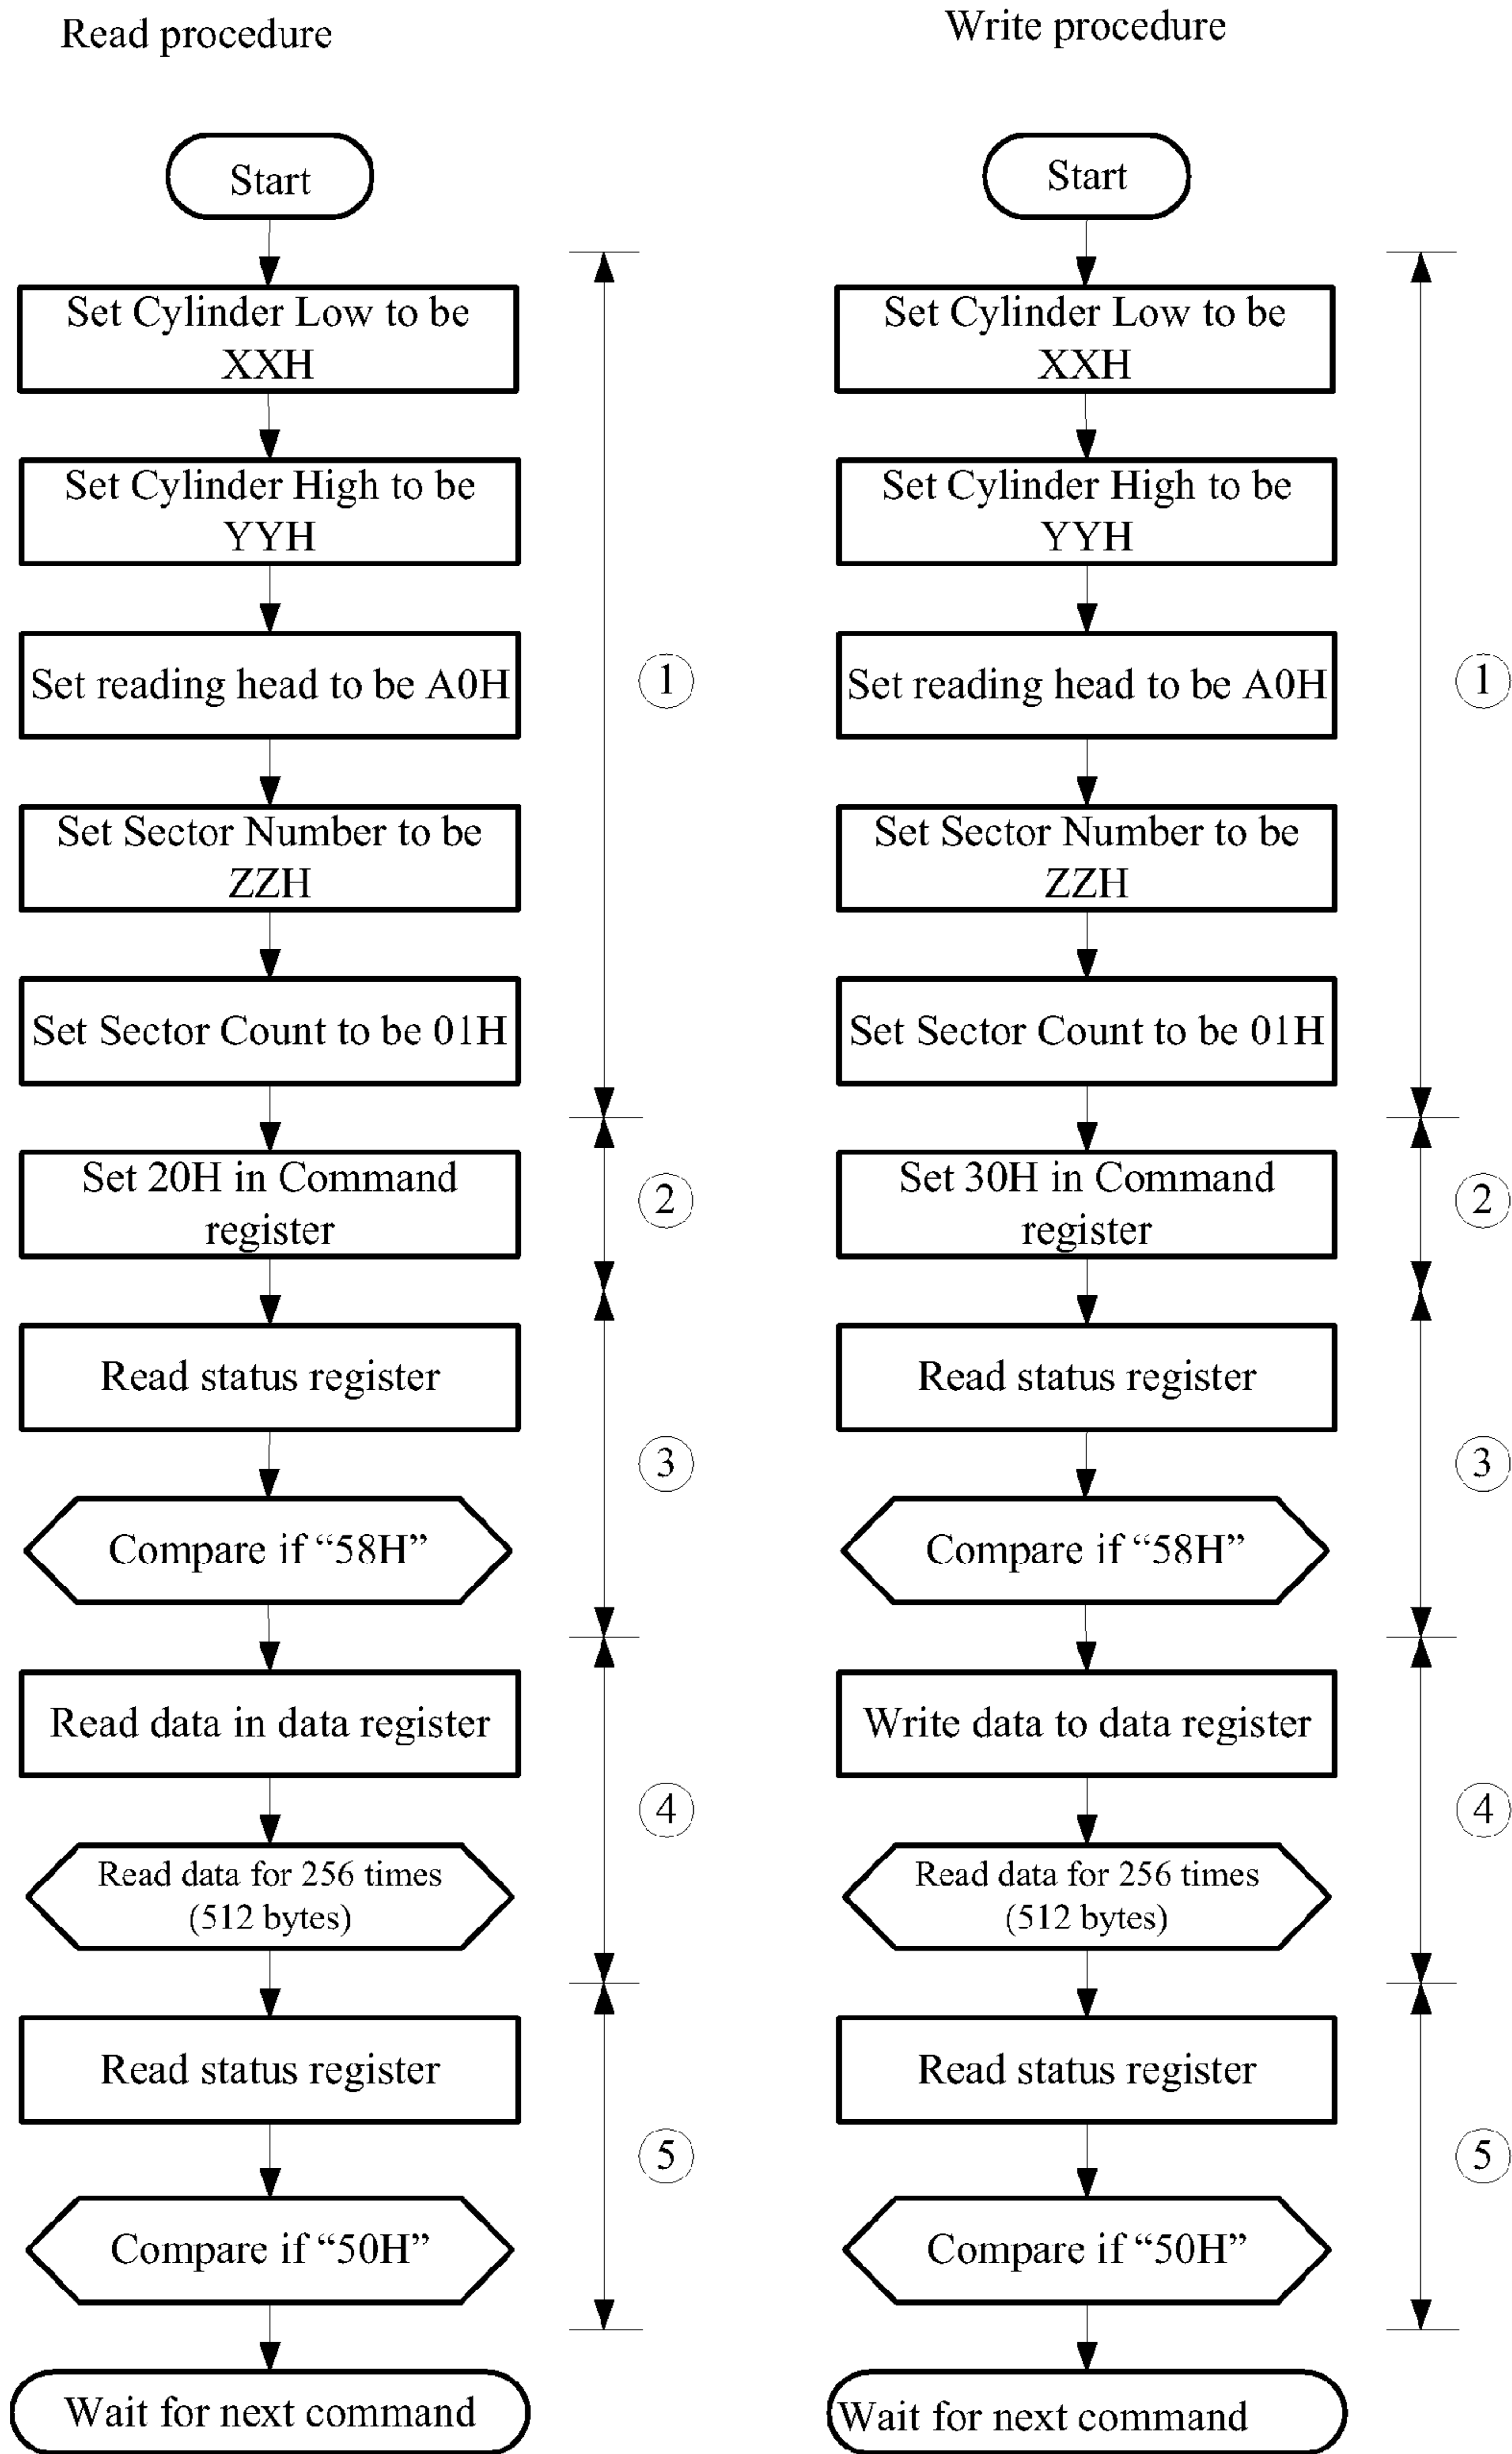 Read procedure
Start
Set Cylinder Low to be
XXH
Set Cylinder High to be
YYH
Set reading head to be A0H
Set Sector Number to be
ZZH
Set Sector Count to be 01H
Set 20H in Command
register
Read status register
Compare if “58H”
Read data in data register
Read data for 256 times
(512 bytes)
Read status register
Compare if “50H”
Wait for next command
1
2
3
4
5
Write procedure
Start
Set Cylinder Low to be
XXH
Set Cylinder High to be
YYH
Set reading head to be A0H
Set Sector Number to be
ZZH
Set Sector Count to be 01H
Set 30H in Command
register
Read status register
Compare if “58H”
Write data to data register
Read data for 256 times
(512 bytes)
Read status register
Compare if “50H”
Wait for next command
1
2
3
4
5